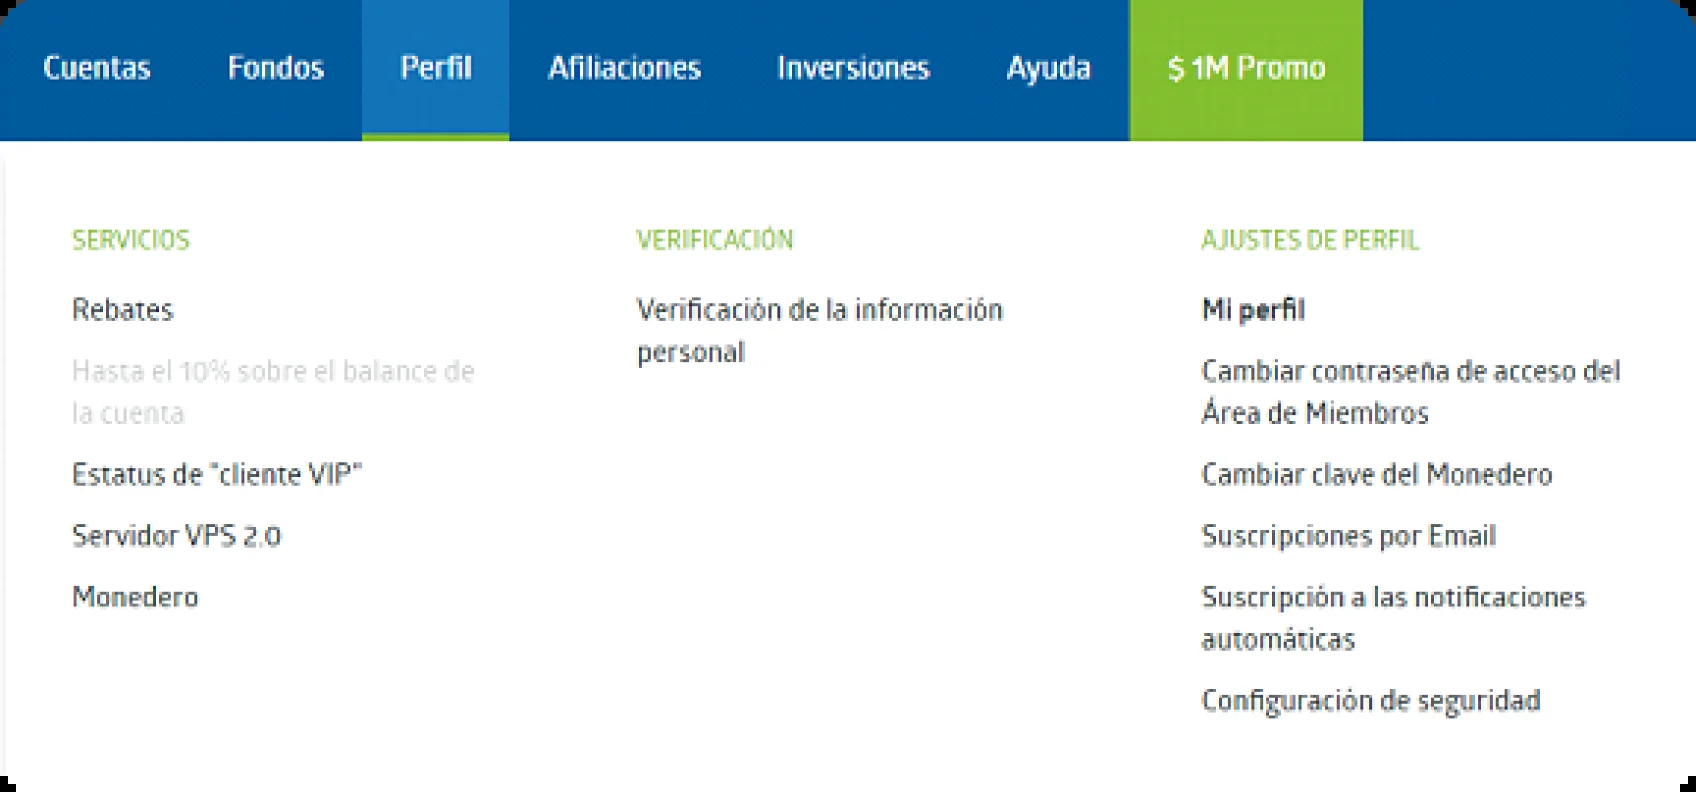 Cuentas Fondos Perfil Afiliaciones Inversiones Ayuda $ 1M Promo
SERVICIOS
Rebates
Hasta el 10% sobre el balance de
la cuenta
Estatus de "cliente VIP"
Servidor VPS 2.0
Monedero
VERIFICACIÓN
Verificación de la información
personal
AJUSTES DE PERFIL
Mi perfil
Cambiar contraseña de acceso del
Área de Miembros
Cambiar clave del Monedero
Suscripciones por Email
Suscripción a las notificaciones
automáticas
Configuración de seguridad